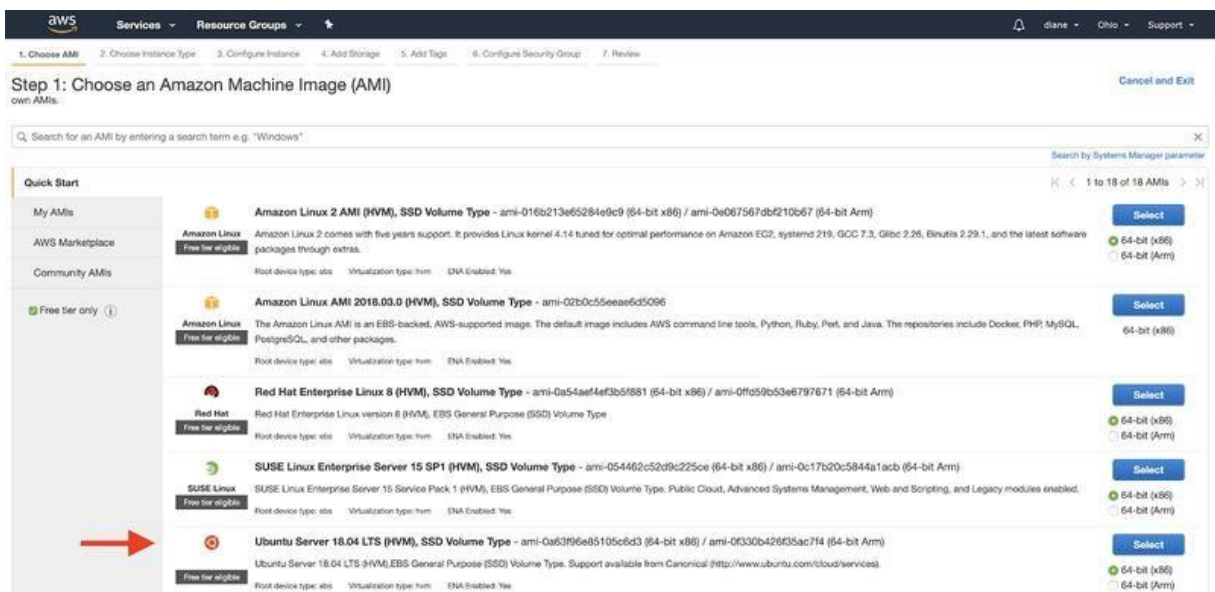 aws Services Resource Groups diane Ohio Support
1. Choose AMI 2. Choose Instance Type 3. Configure Instance 4. Add Storage 5. Add Tags 6. Configure Security Group 7. Review
Step 1: Choose an Amazon Machine Image (AMI) Cancel and Exit
own AMIs.
Search for an AMI by entering a search term e.g. "Windows"
Search by Systems Manager parameter
Quick Start 1 to 18 of 18 AMIs
My AMIs
AWS Marketplace
Community AMIs
Free tier only
Amazon Linux 2 AMI (HVM), SSD Volume Type - ami-016b213e65284e9c9 (64-bit x86) / ami-0e067567dbf210b67 (64-bit Arm) Select
Amazon Linux Amazon Linux 2 comes with five years support. It provides Linux kernel 4.14 tuned for optimal performance on Amazon EC2, systemd 219, GCC 7.3, Glibc 2.26, Binutils 2.29.1, and the latest software 64-bit (x86)
Free tier eligible packages through extras. 64-bit (Arm)
Root device type: ebs Virtualization type: hvm ENA Enabled: Yes
Amazon Linux AMI 2018.03.0 (HVM), SSD Volume Type - ami-02b0c55eeae6d5096 Select
Amazon Linux The Amazon Linux AMI is an EBS-backed, AWS-supported image. The default image includes AWS command line tools, Python, Ruby, Perl, and Java. The repositories include Docker, PHP, MySQL, 64-bit (x86)
Free tier eligible PostgreSQL, and other packages.
Root device type: ebs Virtualization type: hvm ENA Enabled: Yes
Red Hat Enterprise Linux 8 (HVM), SSD Volume Type - ami-0a54aef4ef3b5f881 (64-bit x86) / ami-0ffd59b53e6797671 (64-bit Arm) Select
Red Hat Red Hat Enterprise Linux version 8 (HVM), EBS General Purpose (SSD) Volume Type 64-bit (x86)
Free tier eligible 64-bit (Arm)
Root device type: ebs Virtualization type: hvm ENA Enabled: Yes
SUSE Linux Enterprise Server 15 SP1 (HVM), SSD Volume Type - ami-054462c52d9c225ce (64-bit x86) / ami-0c17b20c5844a1acb (64-bit Arm) Select
SUSE Linux SUSE Linux Enterprise Server 15 Service Pack 1 (HVM), EBS General Purpose (SSD) Volume Type. Public Cloud, Advanced Systems Management, Web and Scripting, and Legacy modules enabled. 64-bit (x86)
Free tier eligible 64-bit (Arm)
Root device type: ebs Virtualization type: hvm ENA Enabled: Yes
Ubuntu Server 18.04 LTS (HVM), SSD Volume Type - ami-0a63f96e85105c6d3 (64-bit x86) / ami-0f330b426f35ac7f4 (64-bit Arm) Select
Ubuntu Server 18.04 LTS (HVM),EBS General Purpose (SSD) Volume Type. Support available from Canonical (http://www.ubuntu.com/cloud/services). 64-bit (x86)
Free tier eligible 64-bit (Arm)
Root device type: ebs Virtualization type: hvm ENA Enabled: Yes